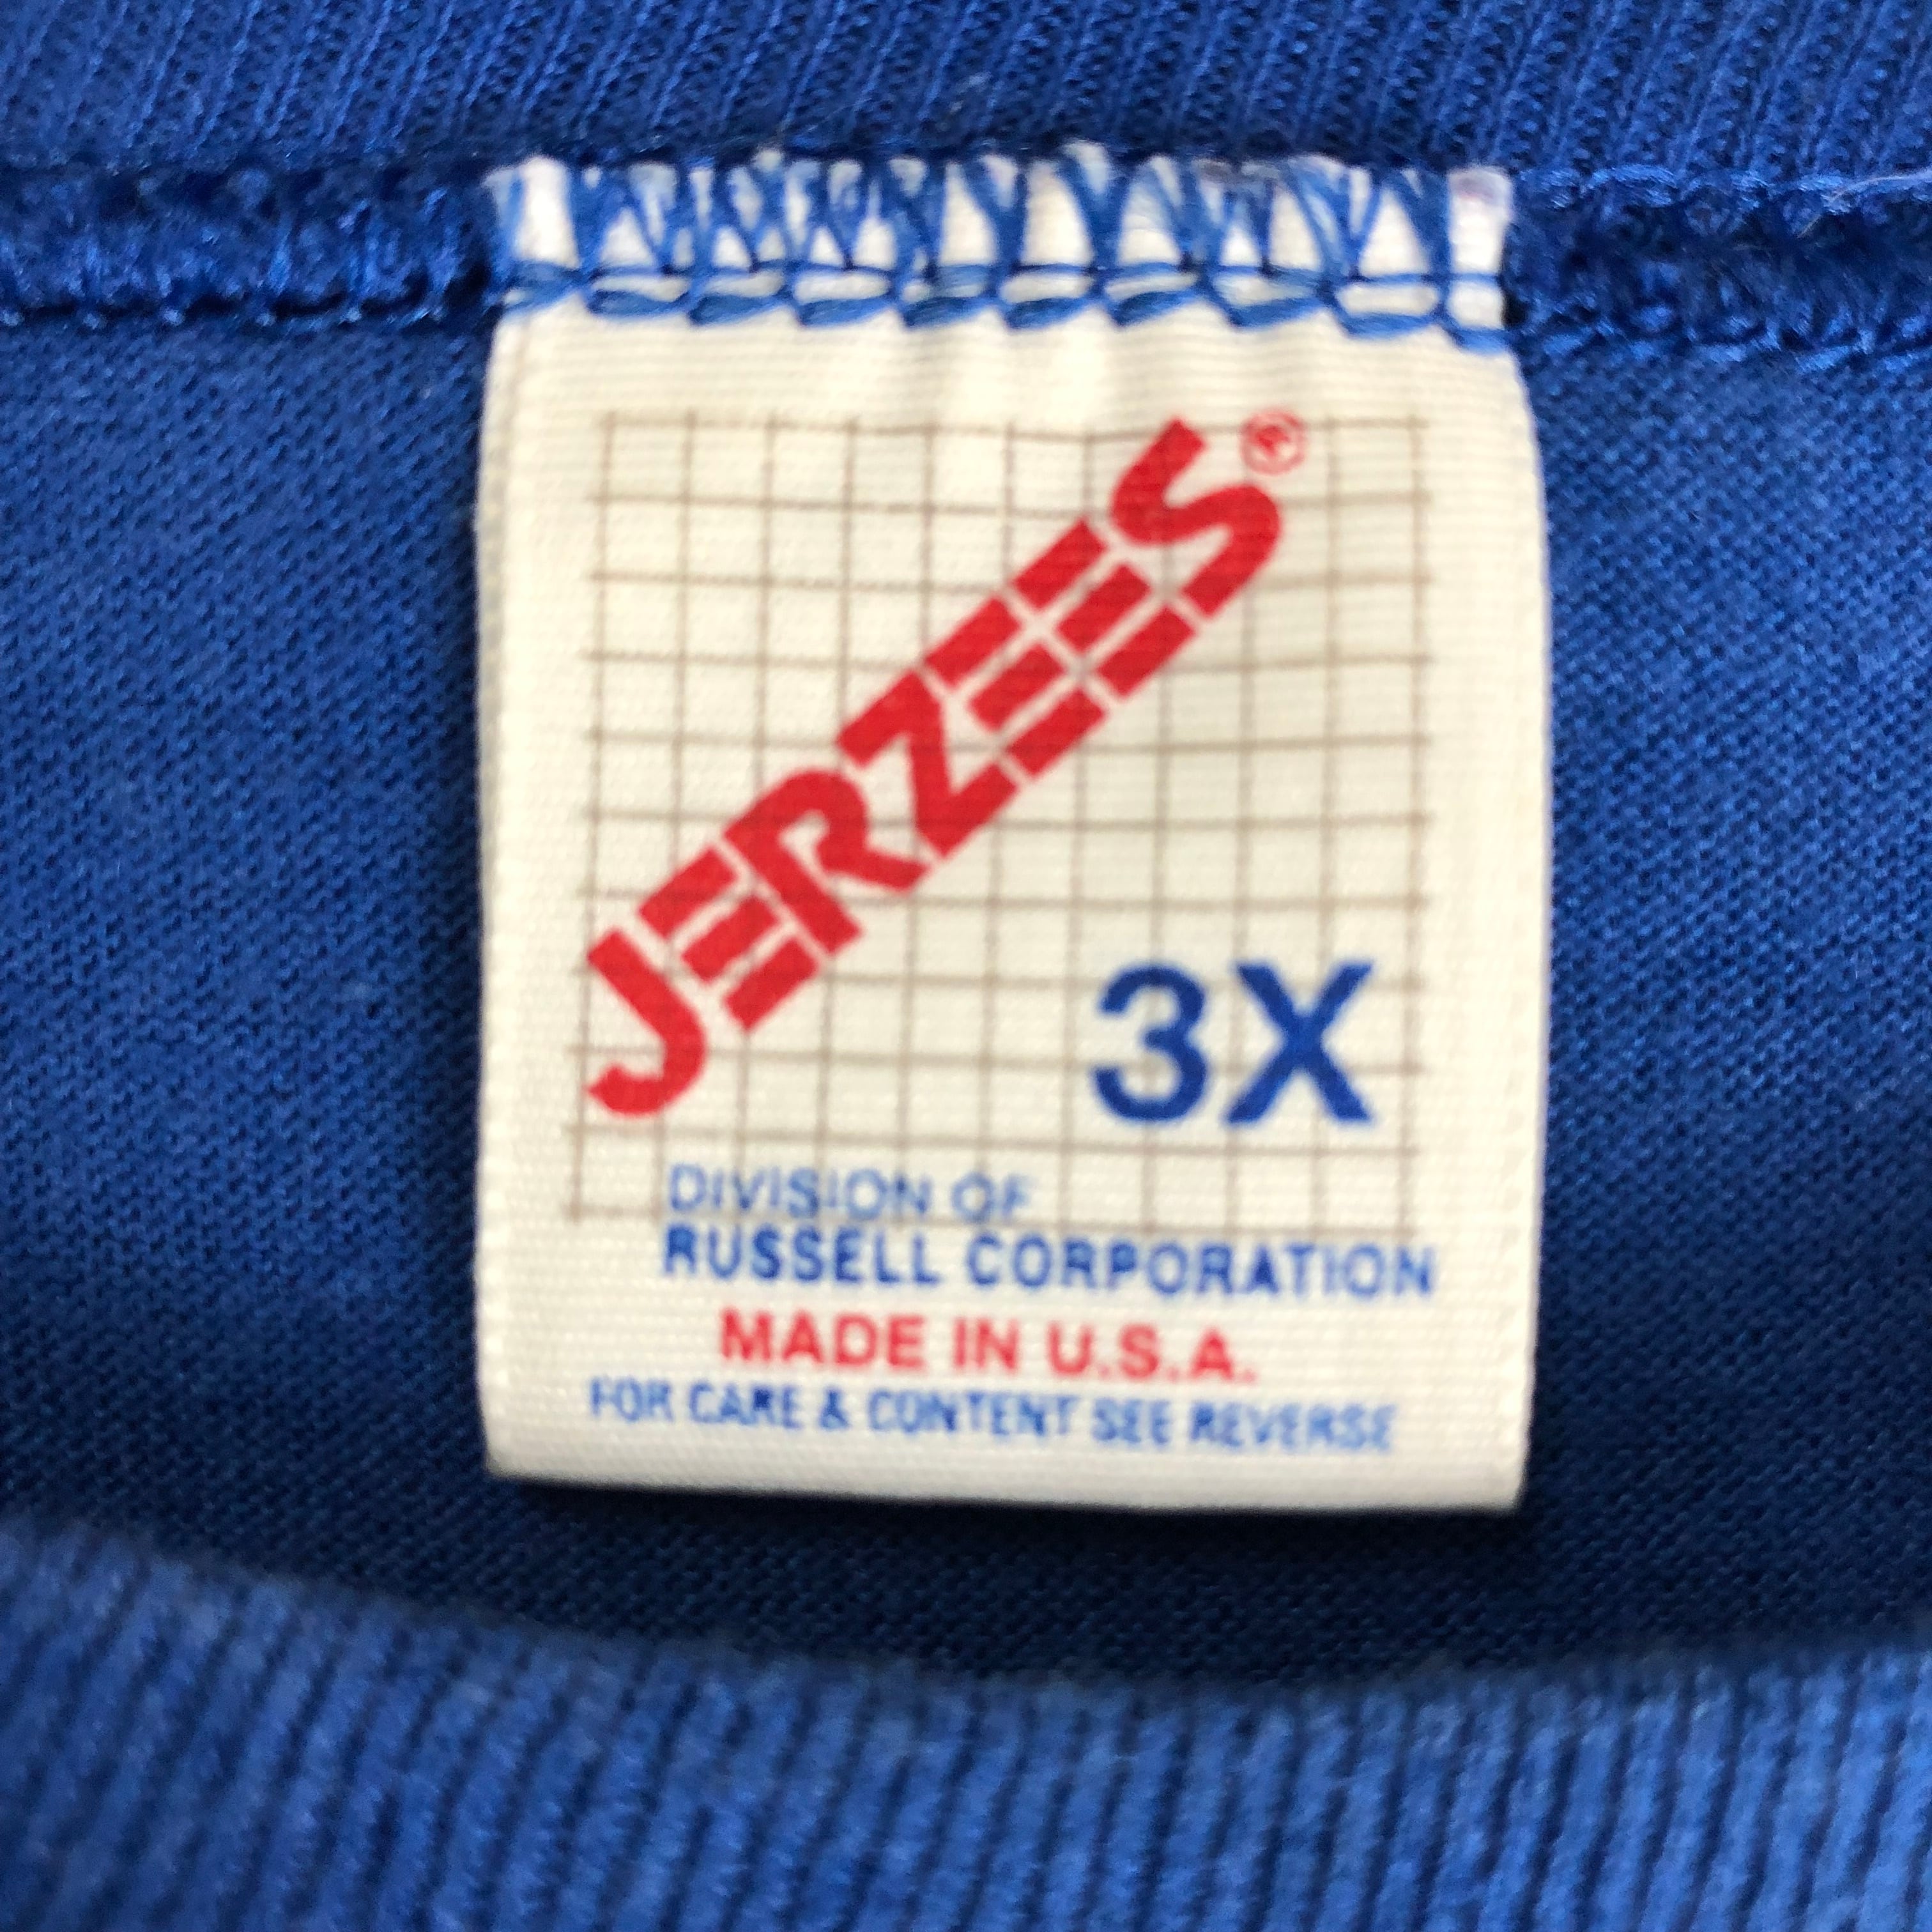 JERZEES®
3X
DIVISION OF
RUSSELL CORPORATION
MADE IN U.S.A.
FOR CARE & CONTENT SEE REVERSE